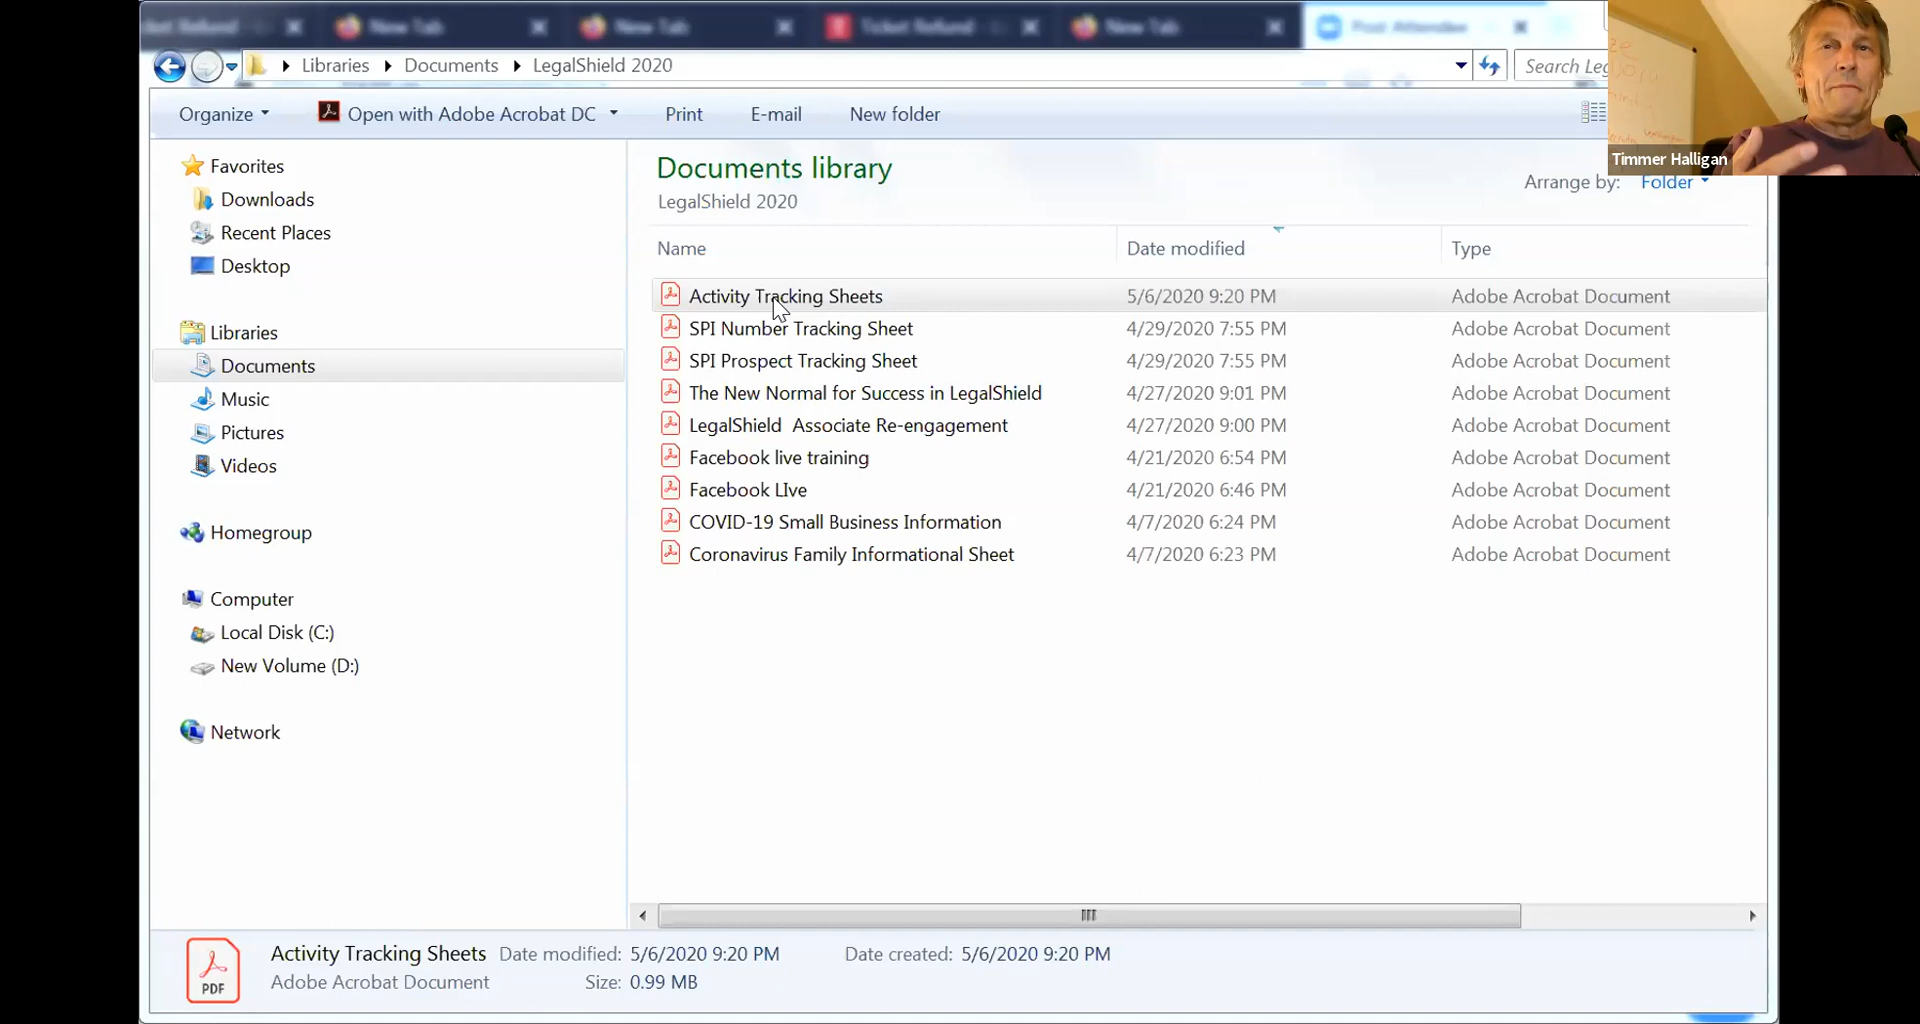 New Tab
New Tab
Ticket Refund
New Tab
Post Attendee
Libraries
Documents
LegalShield 2020
Search Leg
Organize
Open with Adobe Acrobat DC
Print
E-mail
New folder
Timmer Halligan
Favorites
Downloads
Recent Places
Desktop
Libraries
Documents
Music
Pictures
Videos
Homegroup
Computer
Local Disk (C:)
New Volume (D:)
Network
Documents library
LegalShield 2020
Arrange by: Folder
Name Date modified Type
Activity Tracking Sheets 5/6/2020 9:20 PM Adobe Acrobat Document
SPI Number Tracking Sheet 4/29/2020 7:55 PM Adobe Acrobat Document
SPI Prospect Tracking Sheet 4/29/2020 7:55 PM Adobe Acrobat Document
The New Normal for Success in LegalShield 4/27/2020 9:01 PM Adobe Acrobat Document
LegalShield Associate Re-engagement 4/27/2020 9:00 PM Adobe Acrobat Document
Facebook live training 4/21/2020 6:54 PM Adobe Acrobat Document
Facebook LIve 4/21/2020 6:46 PM Adobe Acrobat Document
COVID-19 Small Business Information 4/7/2020 6:24 PM Adobe Acrobat Document
Coronavirus Family Informational Sheet 4/7/2020 6:23 PM Adobe Acrobat Document
PDF
Activity Tracking Sheets Date modified: 5/6/2020 9:20 PM Date created: 5/6/2020 9:20 PM
Adobe Acrobat Document Size: 0.99 MB